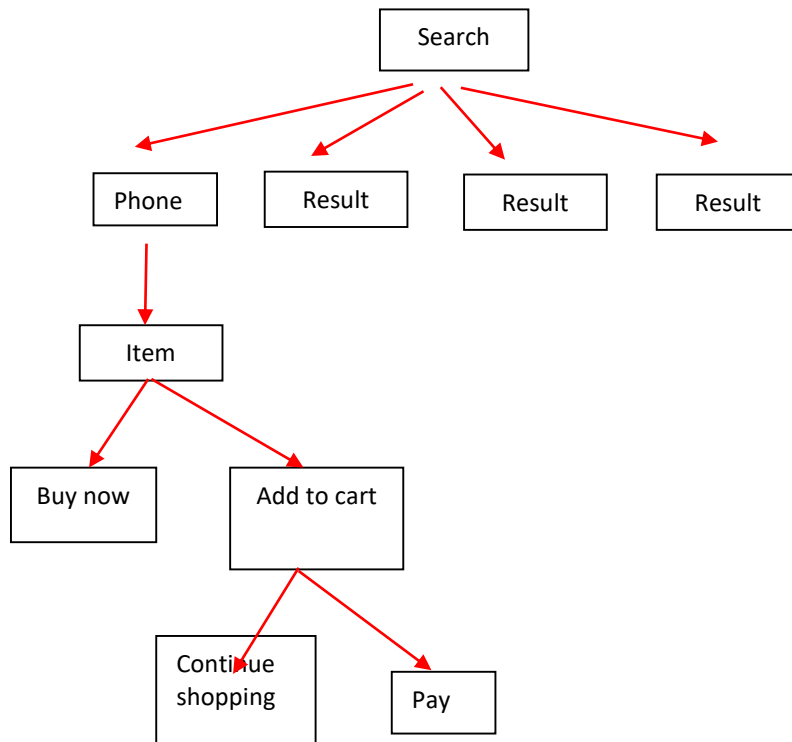 Search
Phone
Result
Result
Result
Item
Buy now
Add to cart
Continue
shopping
Pay